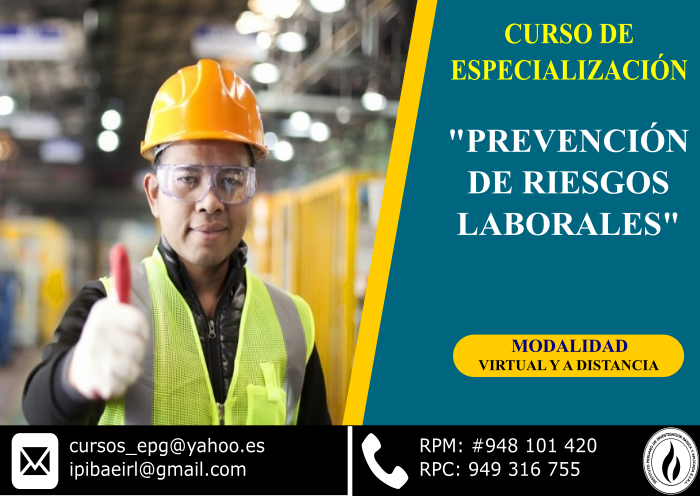 CURSO DE
ESPECIALIZACIÓN
"PREVENCIÓN
DE RIESGOS
LABORALES"
MODALIDAD
VIRTUAL Y A DISTANCIA
cursos_epg@yahoo.es
ipibaeirl@gmail.com
RPM: #948 101 420
RPC: 949 316 755